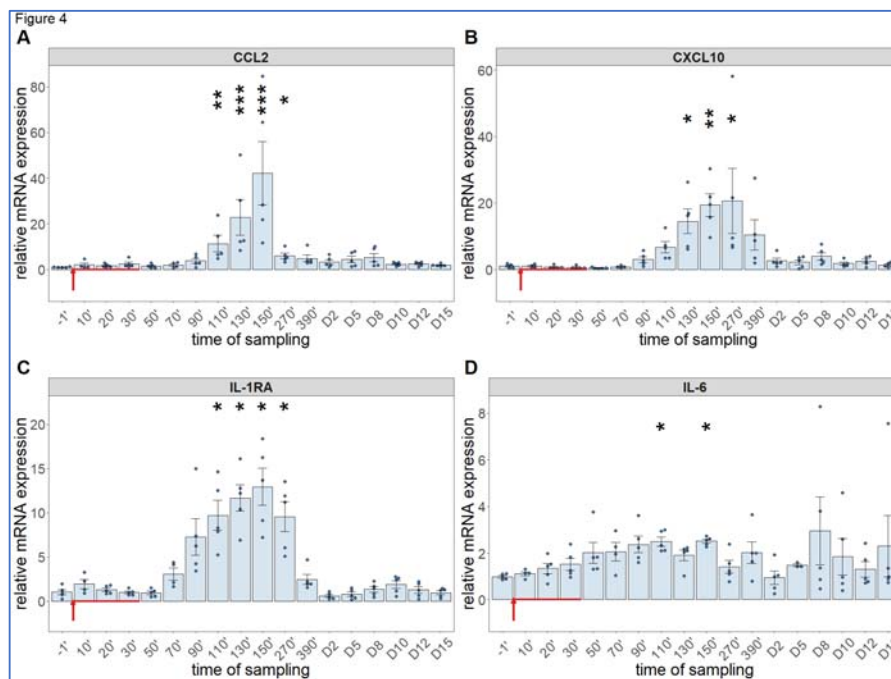 Figure 4
A
CCL2
relative mRNA expression
80
60
40
20
0
** *** *** *
-1' 10' 20' 30' 50' 70' 90' 110' 130' 150' 270' 390' D2 D5 D8 D10 D12 D15
time of sampling
B
CXCL10
relative mRNA expression
60
40
20
0
* ** *
-1' 10' 20' 30' 50' 70' 90' 110' 130' 150' 270' 390' D2 D5 D8 D10 D12
time of sampling
C
IL-1RA
relative mRNA expression
20
15
10
5
0
* * * *
-1' 10' 20' 30' 50' 70' 90' 110' 130' 150' 270' 390' D2 D5 D8 D10 D12 D15
time of sampling
D
IL-6
relative mRNA expression
8
6
4
2
0
* *
-1' 10' 20' 30' 50' 70' 90' 110' 130' 150' 270' 390' D2 D5 D8 D10 D12
time of sampling